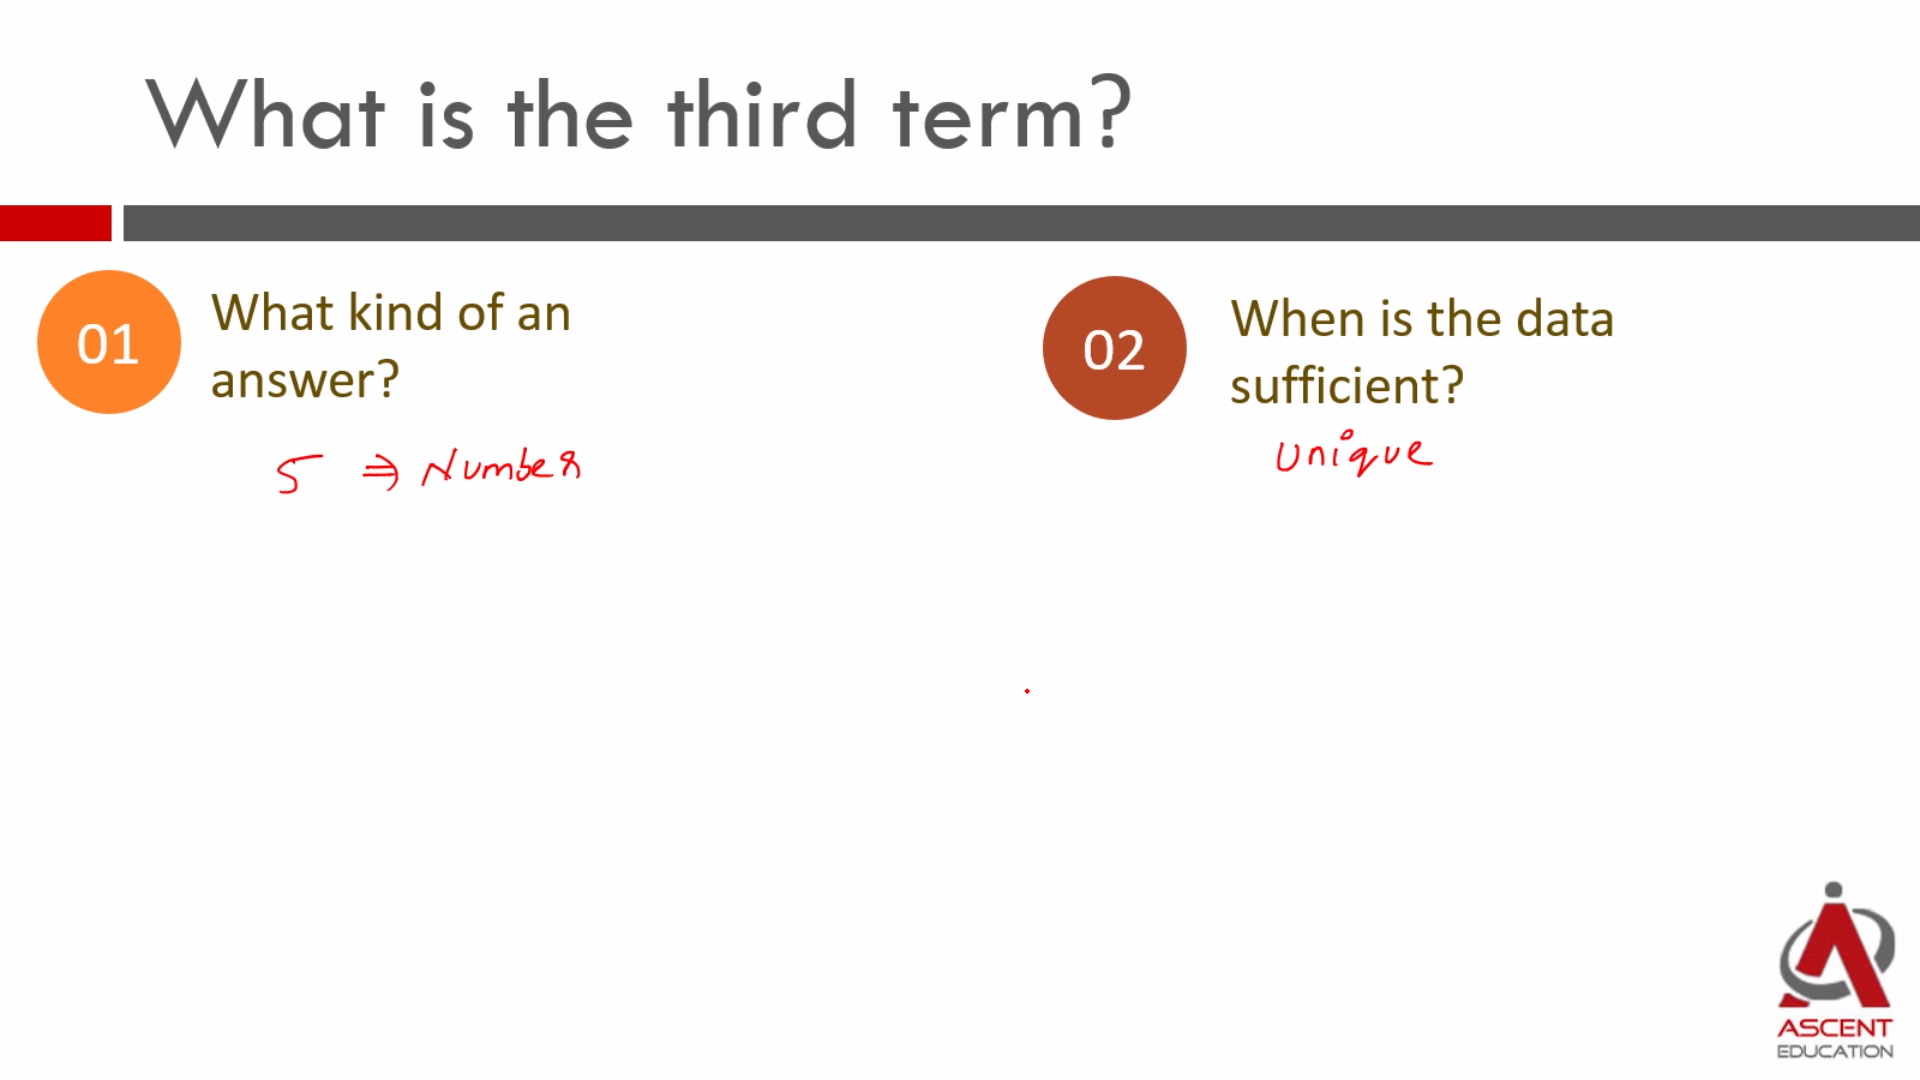 What is the third term?
01
What kind of an
answer?
5 ⇒ Number
02
When is the data
sufficient?
Unique
ASCENT
EDUCATION